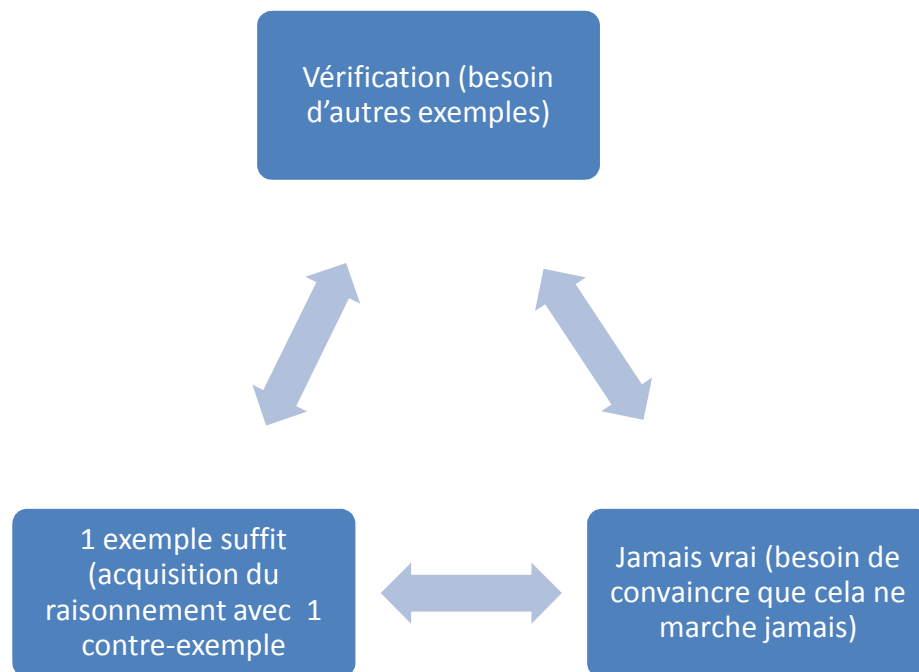 Vérification (besoin
d’autres exemples)
1 exemple suffit
(acquisition du
raisonnement avec 1
contre-exemple
Jamais vrai (besoin de
convaincre que cela ne
marche jamais)